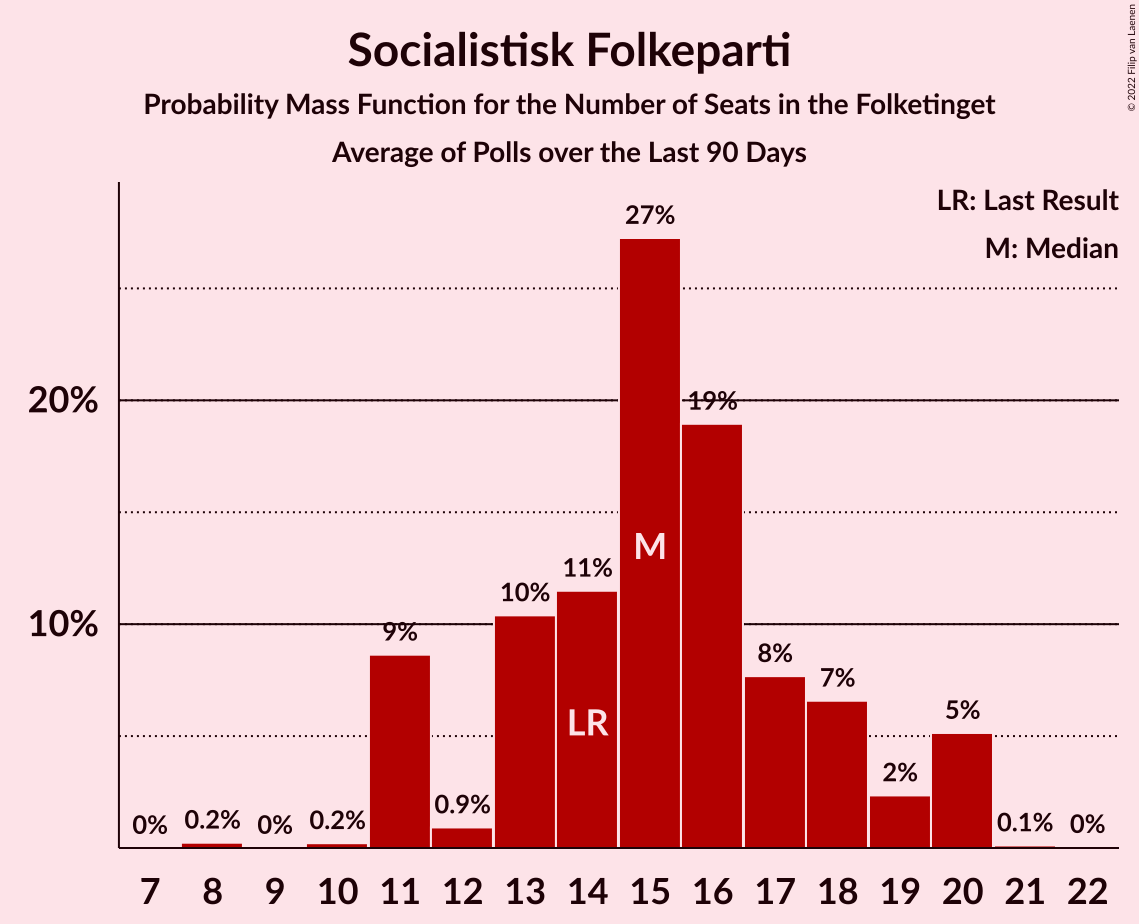 Socialistisk Folkeparti
Probability Mass Function for the Number of Seats in the Folketinget
Average of Polls over the Last 90 Days
© 2022 Filip van Laenen
LR: Last Result
M: Median
27%
20%
19%
M
11%
10%
10%
9%
8%
7%
LR
5%
2%
0.9%
0%
0.2%
0%
0.2%
0.1%
0%
7 8 9 10 11 12 13 14 15 16 17 18 19 20 21 22